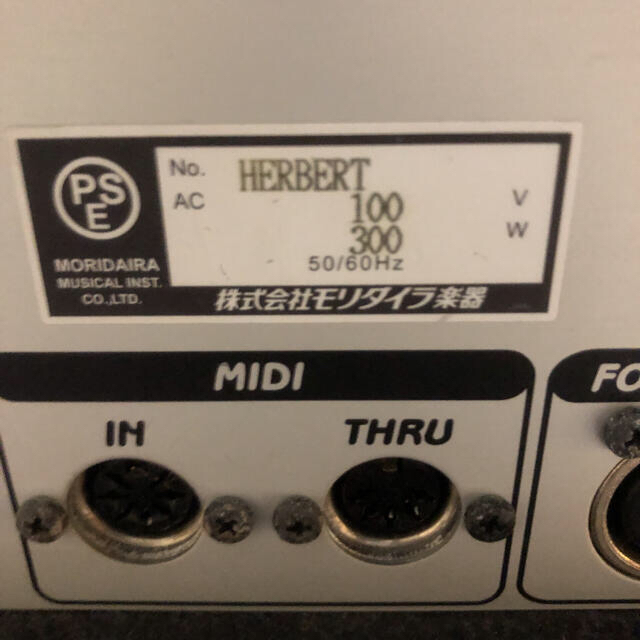 PSE
MORIDAIRA
MUSICAL INST.
CO.,LTD.
No. HERBERT
AC 100 V
300 W
50/60Hz
株式会社モリダイラ楽器
MIDI
IN
THRU
FO